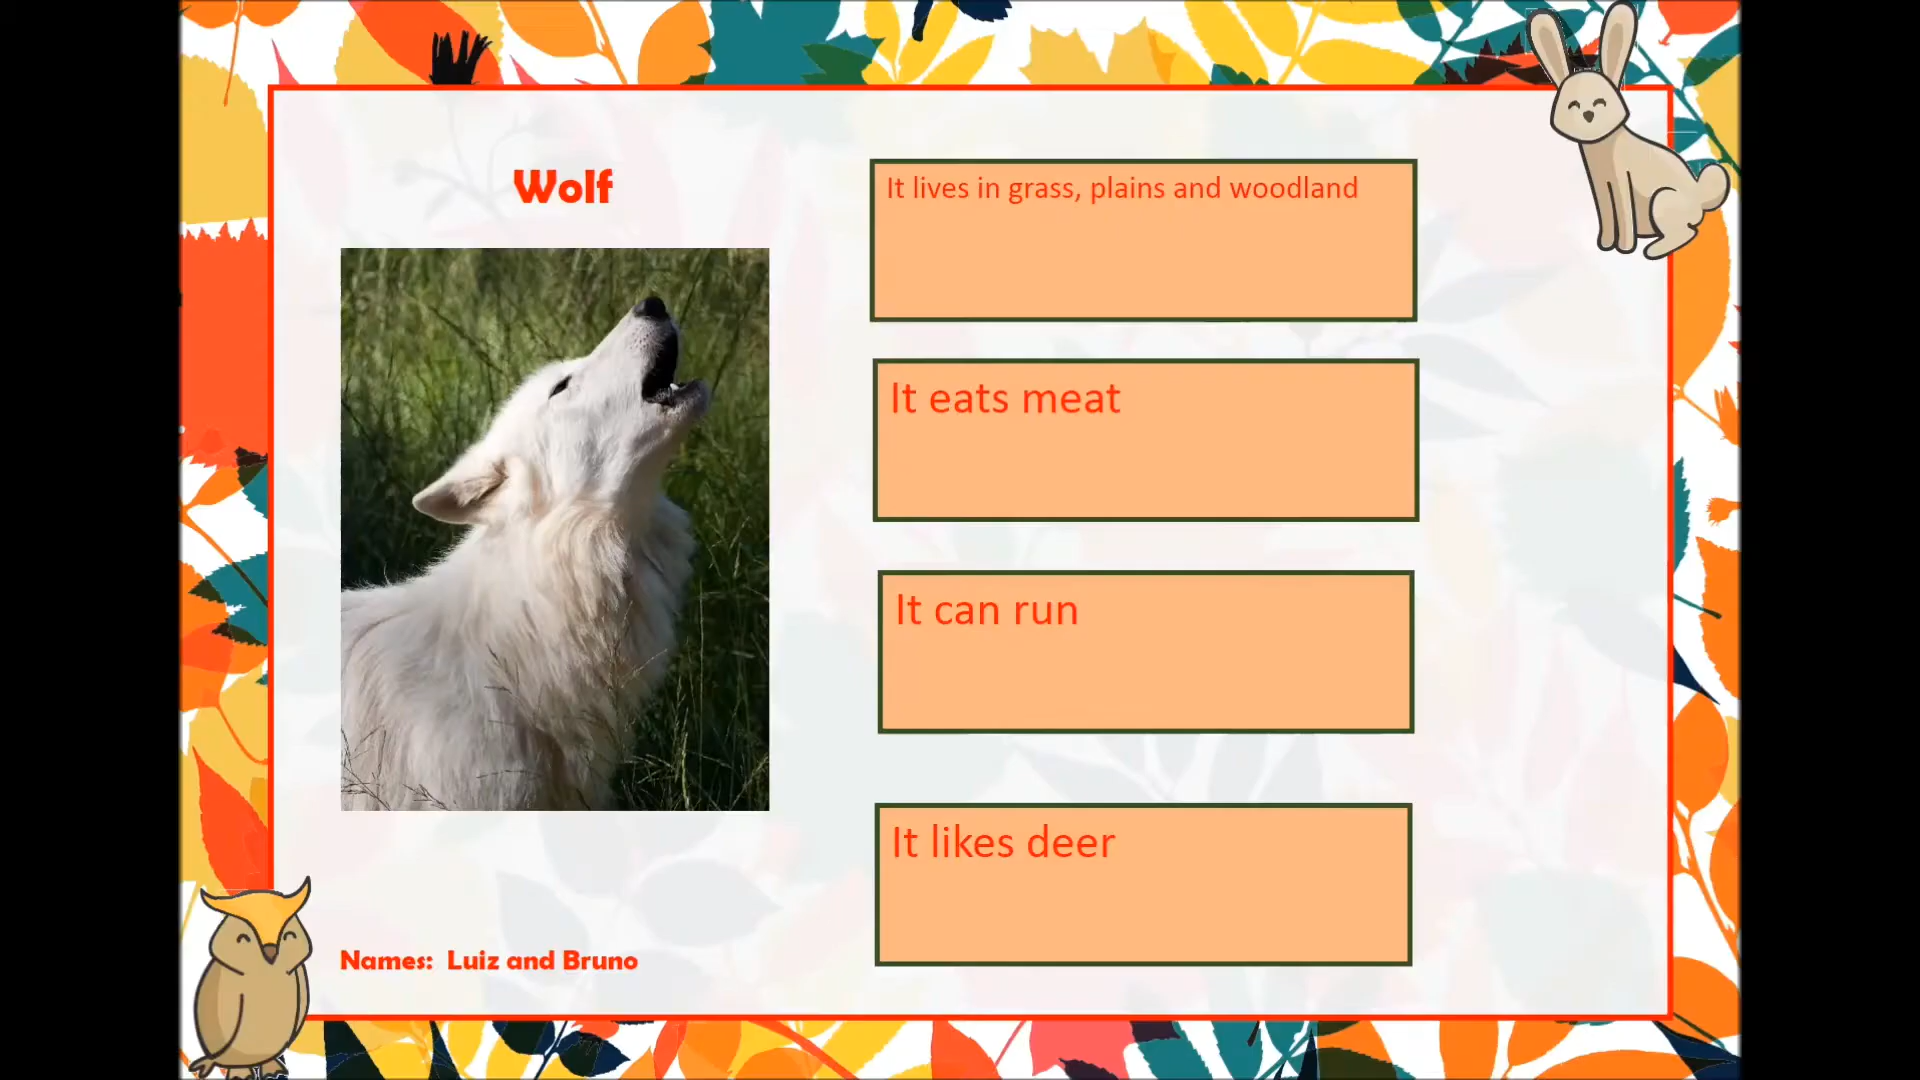 Wolf
It lives in grass, plains and woodland
It eats meat
It can run
It likes deer
Names: Luiz and Bruno